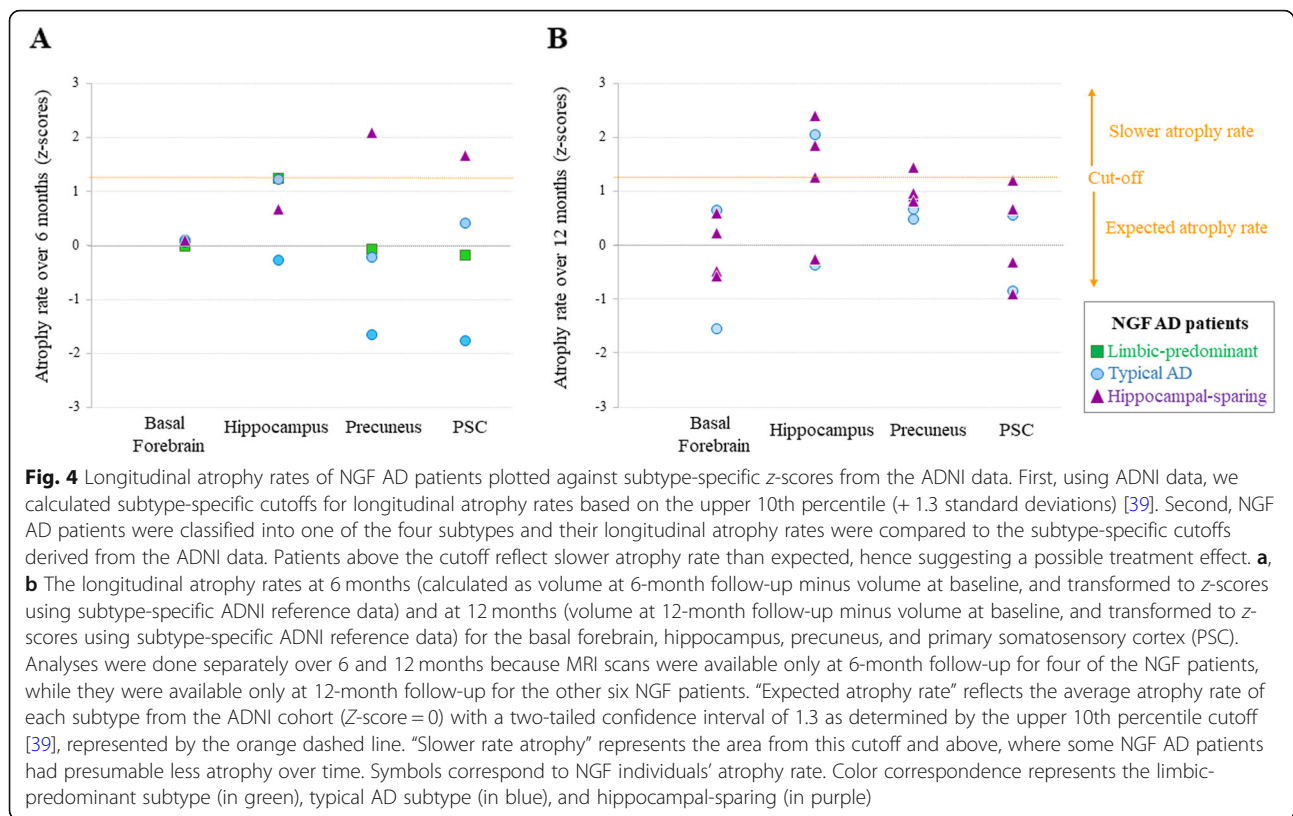 A
B
Atrophy rate over 6 months (z-scores)
3
2
1
0
-1
-2
-3
Basal
Forebrain
Hippocampus
Precuneus
PSC
Atrophy rate over 12 months (z-scores)
3
2
1
0
-1
-2
-3
Basal
Forebrain
Hippocampus
Precuneus
PSC
Slower atrophy rate
Cut-off
Expected atrophy rate
NGF AD patients
Limbic-predominant
Typical AD
Hippocampal-sparing
Fig. 4 Longitudinal atrophy rates of NGF AD patients plotted against subtype-specific z-scores from the ADNI data. First, using ADNI data, we
calculated subtype-specific cutoffs for longitudinal atrophy rates based on the upper 10th percentile (+ 1.3 standard deviations) [39]. Second, NGF
AD patients were classified into one of the four subtypes and their longitudinal atrophy rates were compared to the subtype-specific cutoffs
derived from the ADNI data. Patients above the cutoff reflect slower atrophy rate than expected, hence suggesting a possible treatment effect. a,
b The longitudinal atrophy rates at 6 months (calculated as volume at 6-month follow-up minus volume at baseline, and transformed to z-scores
using subtype-specific ADNI reference data) and at 12 months (volume at 12-month follow-up minus volume at baseline, and transformed to z-
scores using subtype-specific ADNI reference data) for the basal forebrain, hippocampus, precuneus, and primary somatosensory cortex (PSC).
Analyses were done separately over 6 and 12 months because MRI scans were available only at 6-month follow-up for four of the NGF patients,
while they were available only at 12-month follow-up for the other six NGF patients. “Expected atrophy rate” reflects the average atrophy rate of
each subtype from the ADNI cohort (Z-score = 0) with a two-tailed confidence interval of 1.3 as determined by the upper 10th percentile cutoff
[39], represented by the orange dashed line. “Slower rate atrophy” represents the area from this cutoff and above, where some NGF AD patients
had presumable less atrophy over time. Symbols correspond to NGF individuals’ atrophy rate. Color correspondence represents the limbic-
predominant subtype (in green), typical AD subtype (in blue), and hippocampal-sparing (in purple)